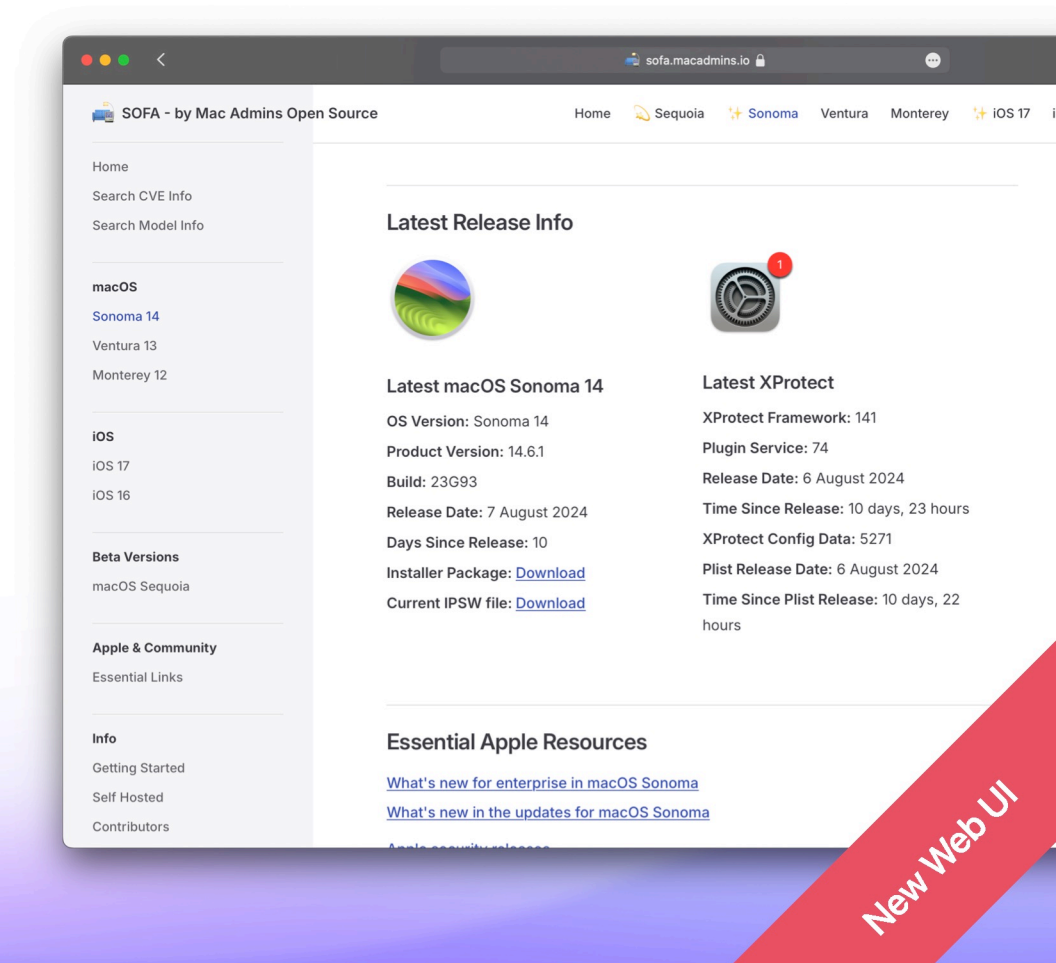 sofa.macadmins.io
SOFA - by Mac Admins Open Source
Home
Sequoia
Sonoma
Ventura
Monterey
iOS 17
Home
Search CVE Info
Search Model Info
macOS
Sonoma 14
Ventura 13
Monterey 12
iOS
iOS 17
iOS 16
Beta Versions
macOS Sequoia
Apple & Community
Essential Links
Info
Getting Started
Self Hosted
Contributors
Latest Release Info
Latest macOS Sonoma 14
OS Version: Sonoma 14
Product Version: 14.6.1
Build: 23G93
Release Date: 7 August 2024
Days Since Release: 10
Installer Package: Download
Current IPSW file: Download
1
Latest XProtect
XProtect Framework: 141
Plugin Service: 74
Release Date: 6 August 2024
Time Since Release: 10 days, 23 hours
XProtect Config Data: 5271
Plist Release Date: 6 August 2024
Time Since Plist Release: 10 days, 22
hours
Essential Apple Resources
What's new for enterprise in macOS Sonoma
What's new in the updates for macOS Sonoma
Apple security releases
New Web UI